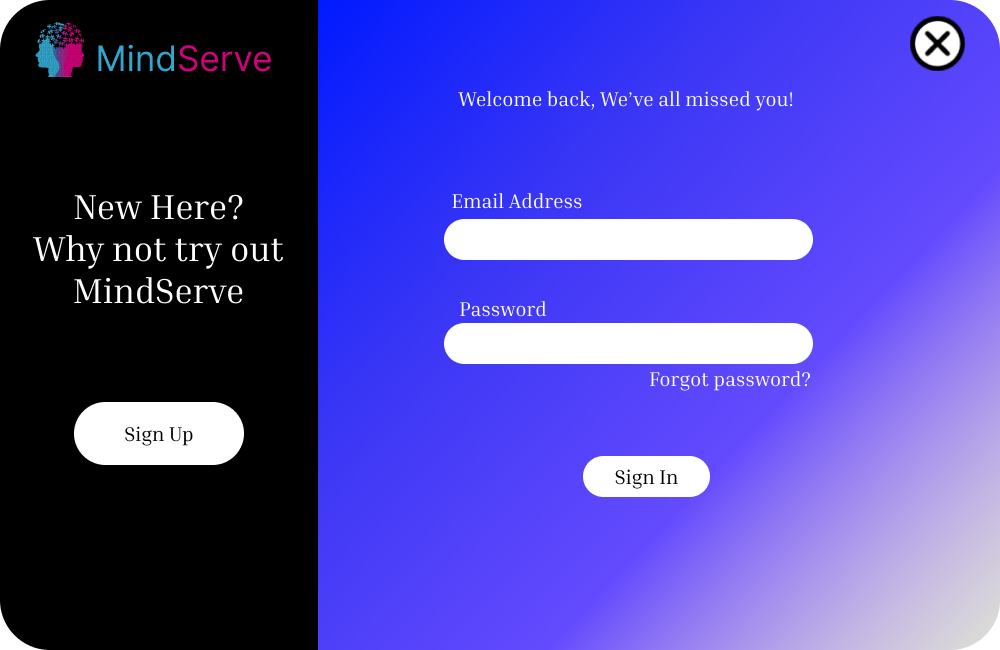 MindServe
New Here?
Why not try out
MindServe
Sign Up
Welcome back, We’ve all missed you!
Email Address
Password
Forgot password?
Sign In